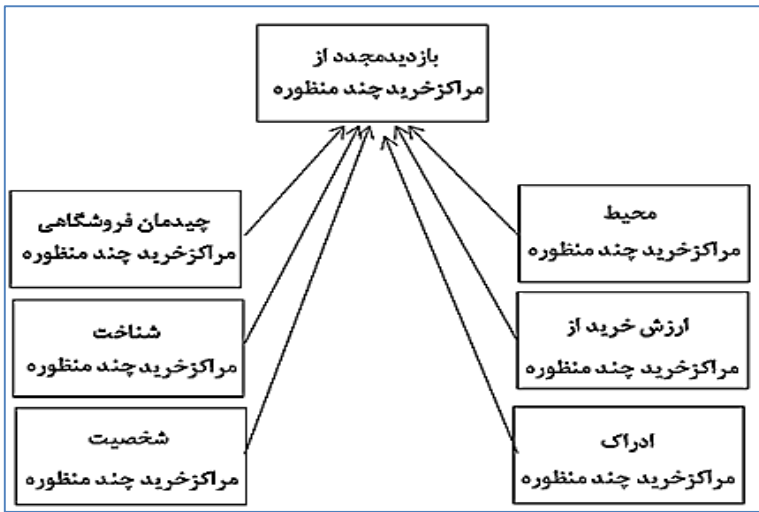 بازدیدمجدد از
مراکزخرید چند منظوره
چیدمان فروشگاهی
مراکزخرید چند منظوره
محیط
مراکزخرید چند منظوره
شناخت
مراکزخرید چند منظوره
ارزش خرید از
مراکزخرید چند منظوره
شخصیت
مراکزخرید چند منظوره
ادراک
مراکزخرید چند منظوره